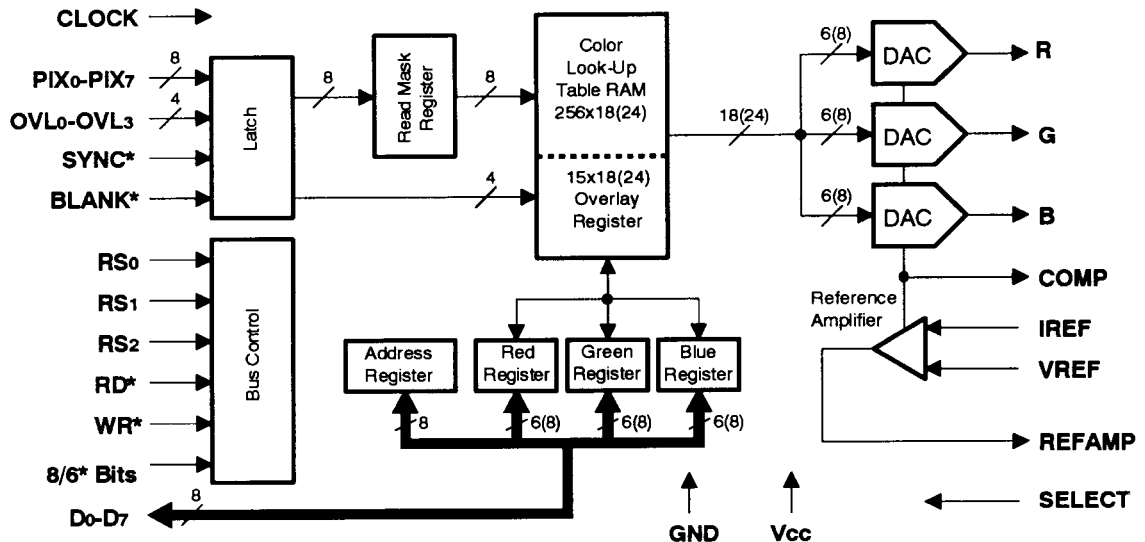 CLOCK
PIX0-PIX7
8
OVL0-OVL3
4
SYNC*
BLANK*
Latch
8
Read Mask
Register
8
4
Color
Look-Up
Table RAM
256x18(24)
15x18(24)
Overlay
Register
18(24)
6(8)
DAC
R
6(8)
DAC
G
6(8)
DAC
B
COMP
Reference
Amplifier
IREF
VREF
REFAMP
SELECT
RS0
RS1
RS2
RD*
WR*
8/6* Bits
Bus Control
Address
Register
Red
Register
Green
Register
Blue
Register
8
6(8)
6(8)
6(8)
D0-D7
8
GND
Vcc